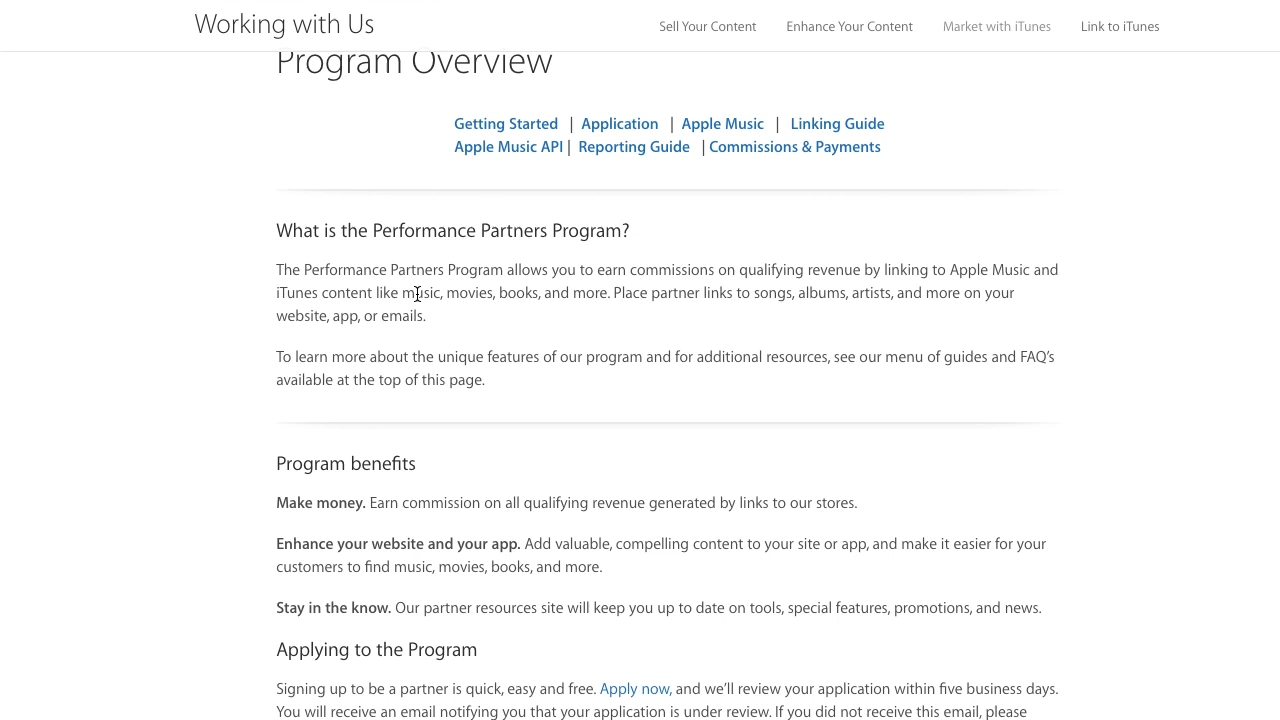 Working with Us
Sell Your Content
Enhance Your Content
Market with iTunes
Link to iTunes
Program Overview
Getting Started | Application | Apple Music | Linking Guide
Apple Music API | Reporting Guide | Commissions & Payments
What is the Performance Partners Program?
The Performance Partners Program allows you to earn commissions on qualifying revenue by linking to Apple Music and
iTunes content like music, movies, books, and more. Place partner links to songs, albums, artists, and more on your
website, app, or emails.
To learn more about the unique features of our program and for additional resources, see our menu of guides and FAQ’s
available at the top of this page.
Program benefits
Make money. Earn commission on all qualifying revenue generated by links to our stores.
Enhance your website and your app. Add valuable, compelling content to your site or app, and make it easier for your
customers to find music, movies, books, and more.
Stay in the know. Our partner resources site will keep you up to date on tools, special features, promotions, and news.
Applying to the Program
Signing up to be a partner is quick, easy and free. Apply now, and we’ll review your application within five business days.
You will receive an email notifying you that your application is under review. If you did not receive this email, please